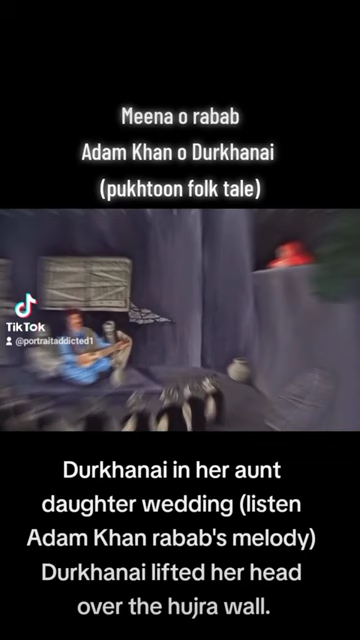 Meena o rabab
Adam Khan o Durkhanai
(pukhtoon folk tale)
TikTok
@portraitaddicted1
Durkhanai in her aunt
daughter wedding (listen
Adam Khan rabab's melody)
Durkhanai lifted her head
over the hujra wall.